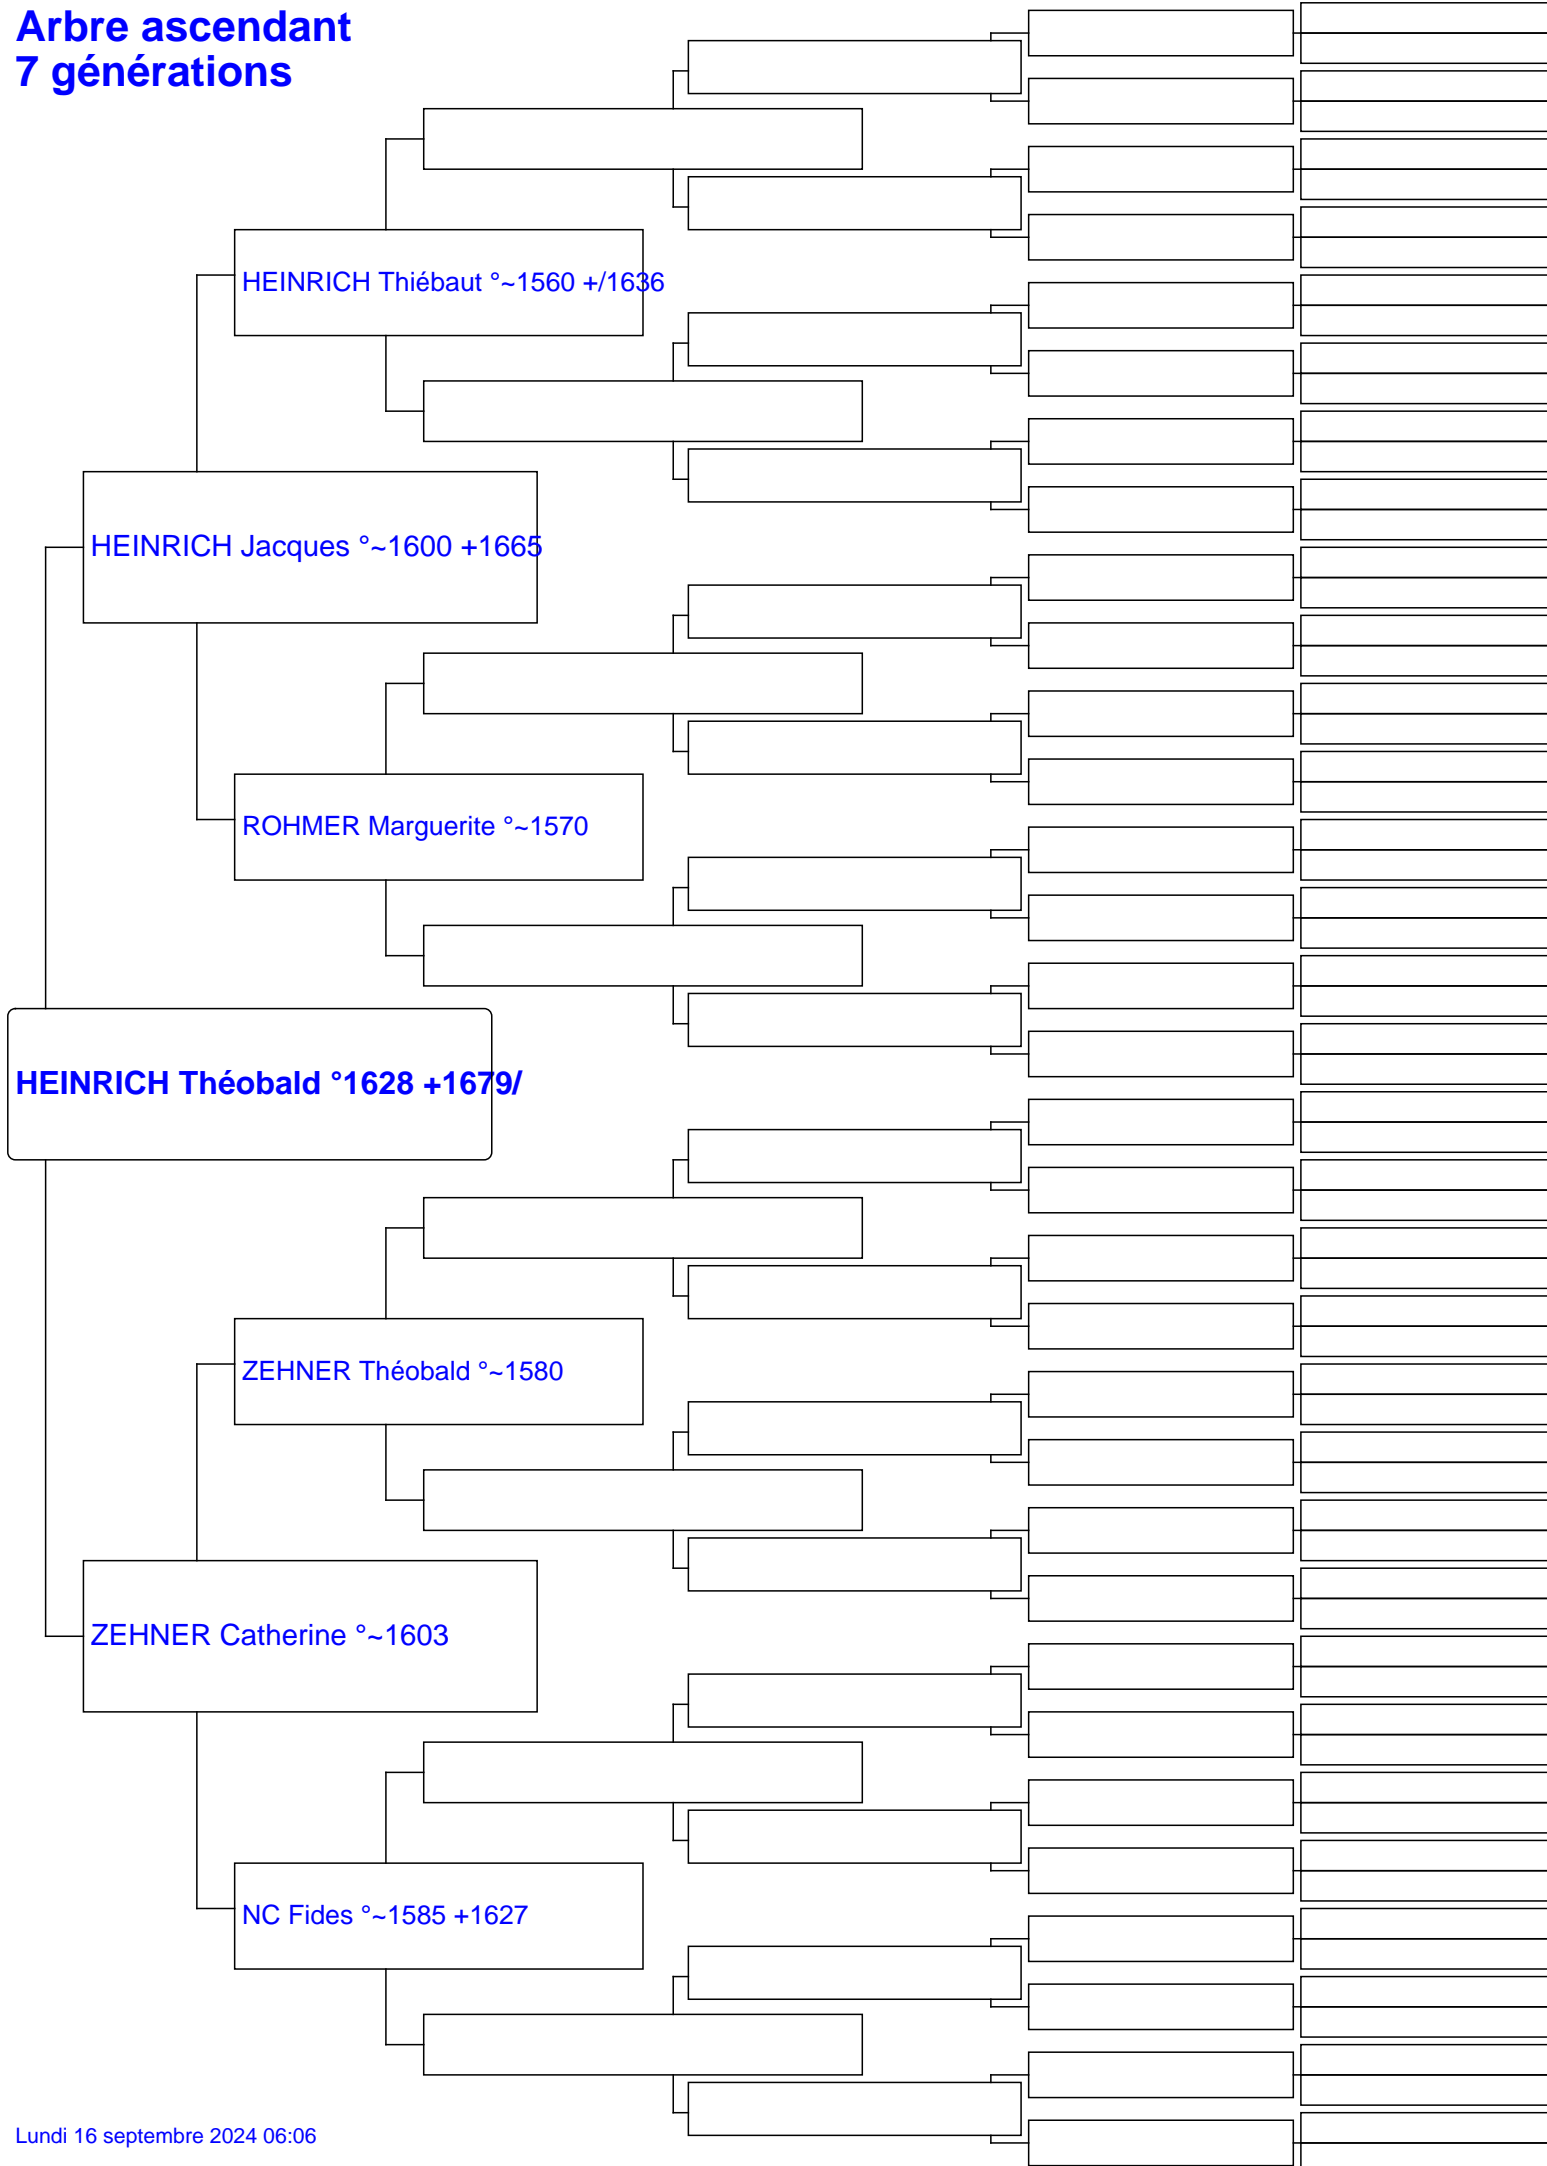 Arbre ascendant
7 générations
HEINRICH Thiébaut °~1560 +/1636
HEINRICH Jacques °~1600 +1665
ROHMER Marguerite °~1570
HEINRICH Théobald °1628 +1679/
ZEHNER Théobald °~1580
ZEHNER Catherine °~1603
NC Fides °~1585 +1627
Lundi 16 septembre 2024 06:06